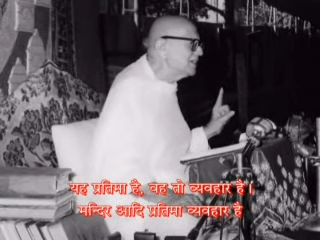 यह प्रतिमा है, वह तो व्यवहार है।
मन्दिर आदि प्रतिमा व्यवहार है